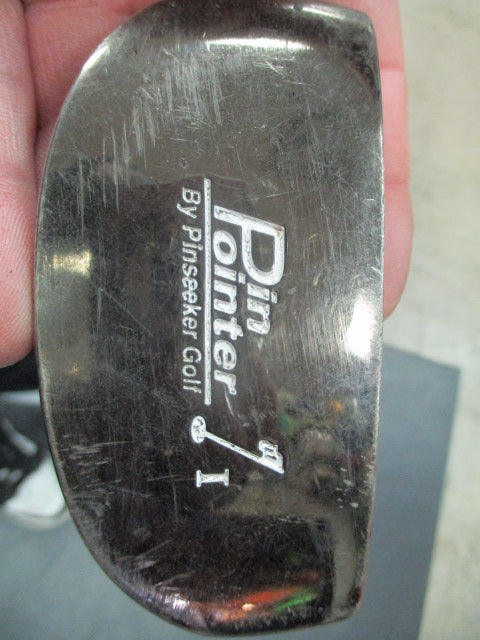 Pin
Pointer
By Pinseeker Golf
I